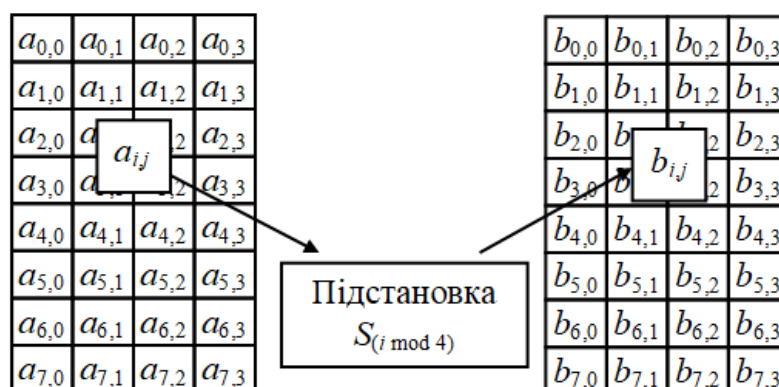 a0,0 a0,1 a0,2 a0,3
a1,0 a1,1 a1,2 a1,3
a2,0 a2,3
ai,j
a3,0 a3,3
a4,0 a4,1 a4,2 a4,3
a5,0 a5,1 a5,2 a5,3
a6,0 a6,1 a6,2 a6,3
a7,0 a7,1 a7,2 a7,3
Підстановка
S(i mod 4)
b0,0 b0,1 b0,2 b0,3
b1,0 b1,1 b1,2 b1,3
b2,0 b2,3
bi,j
b3,0 b3,3
b4,0 b4,1 b4,2 b4,3
b5,0 b5,1 b5,2 b5,3
b6,0 b6,1 b6,2 b6,3
b7,0 b7,1 b7,2 b7,3